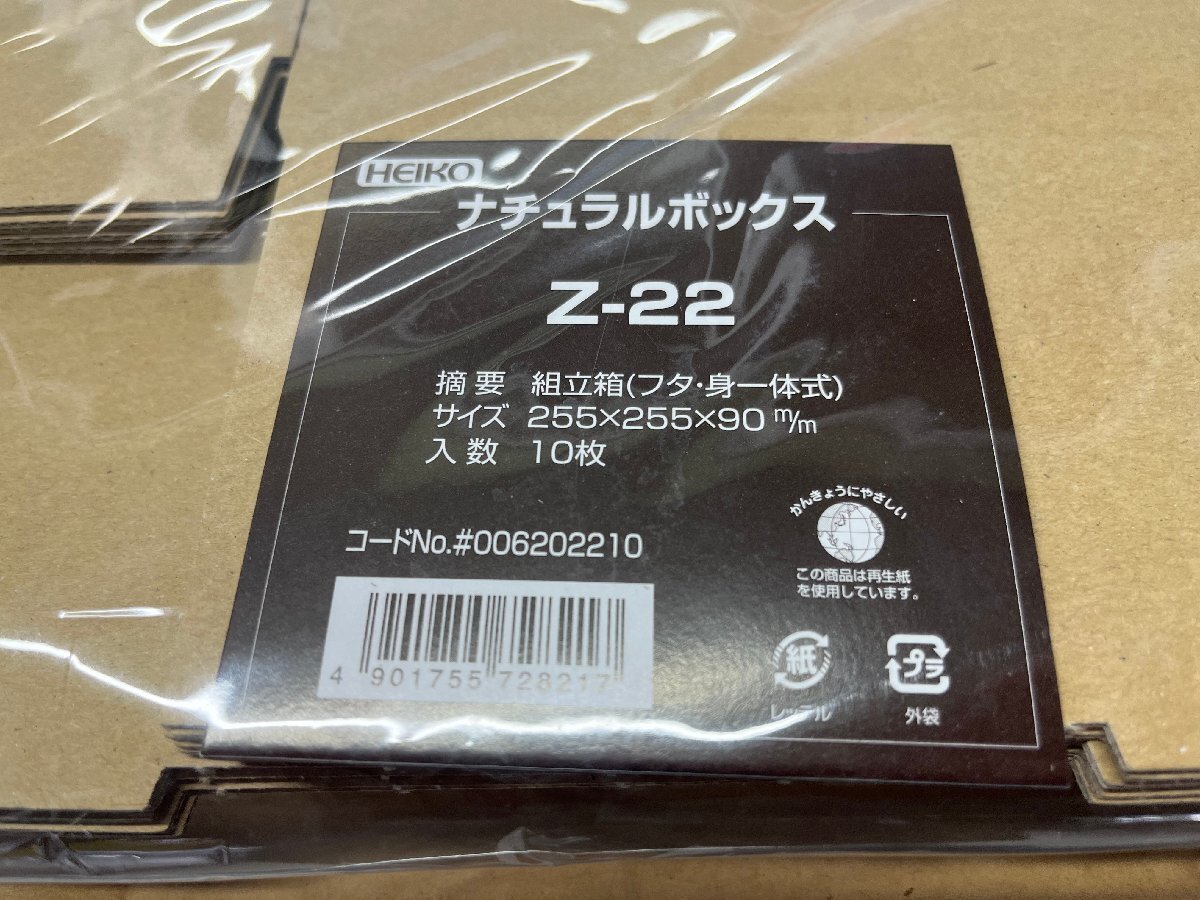 HEIKO
ナチュラルボックス
Z-22
摘要 組立箱(フタ・身一体式)
サイズ 255×255×90 m/m
入数 10枚
コードNo.#006202210
4 901755 728217
かんきょうにやさしい
この商品は再生紙
を使用しています。
紙
レッテル
プラ
外袋